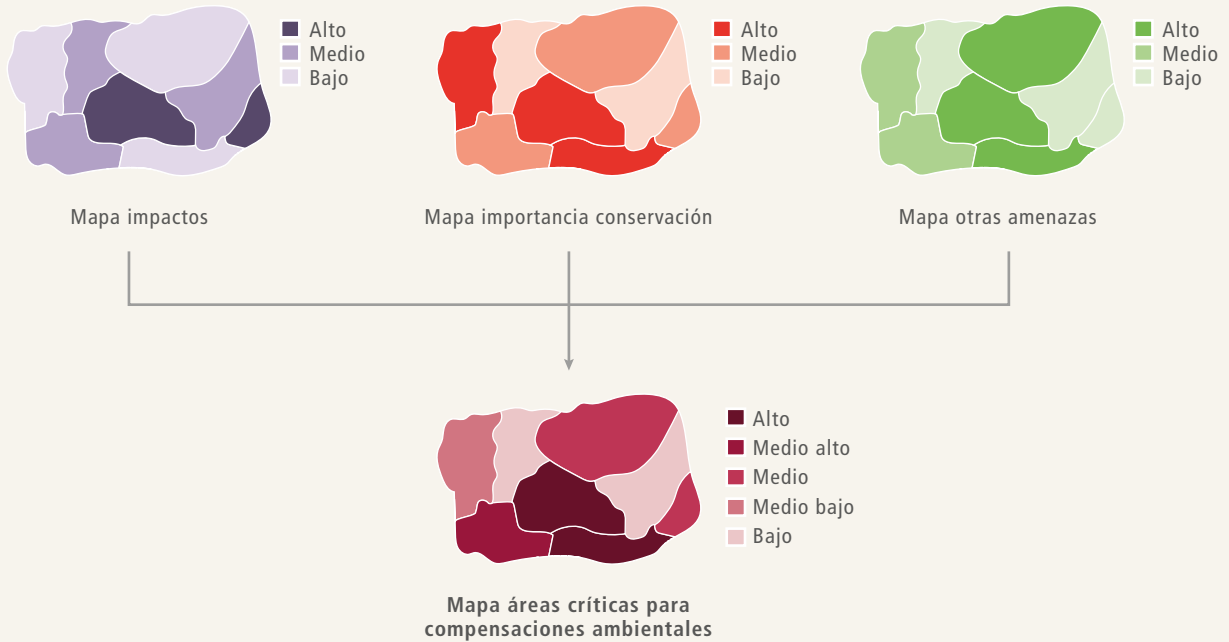 Alto
Medio
Bajo
Mapa impactos
Alto
Medio
Bajo
Mapa importancia conservación
Alto
Medio
Bajo
Mapa otras amenazas
Alto
Medio alto
Medio
Medio bajo
Bajo
Mapa áreas críticas para
compensaciones ambientales